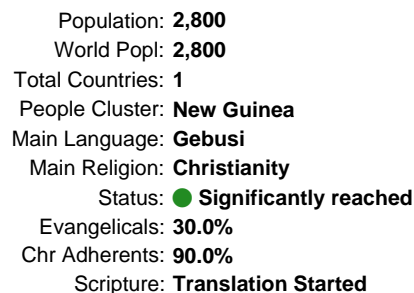 Population: 2,800
World Popl: 2,800
Total Countries: 1
People Cluster: New Guinea
Main Language: Gebusi
Main Religion: Christianity
Status: Significantly reached
Evangelicals: 30.0%
Chr Adherents: 90.0%
Scripture: Translation Started